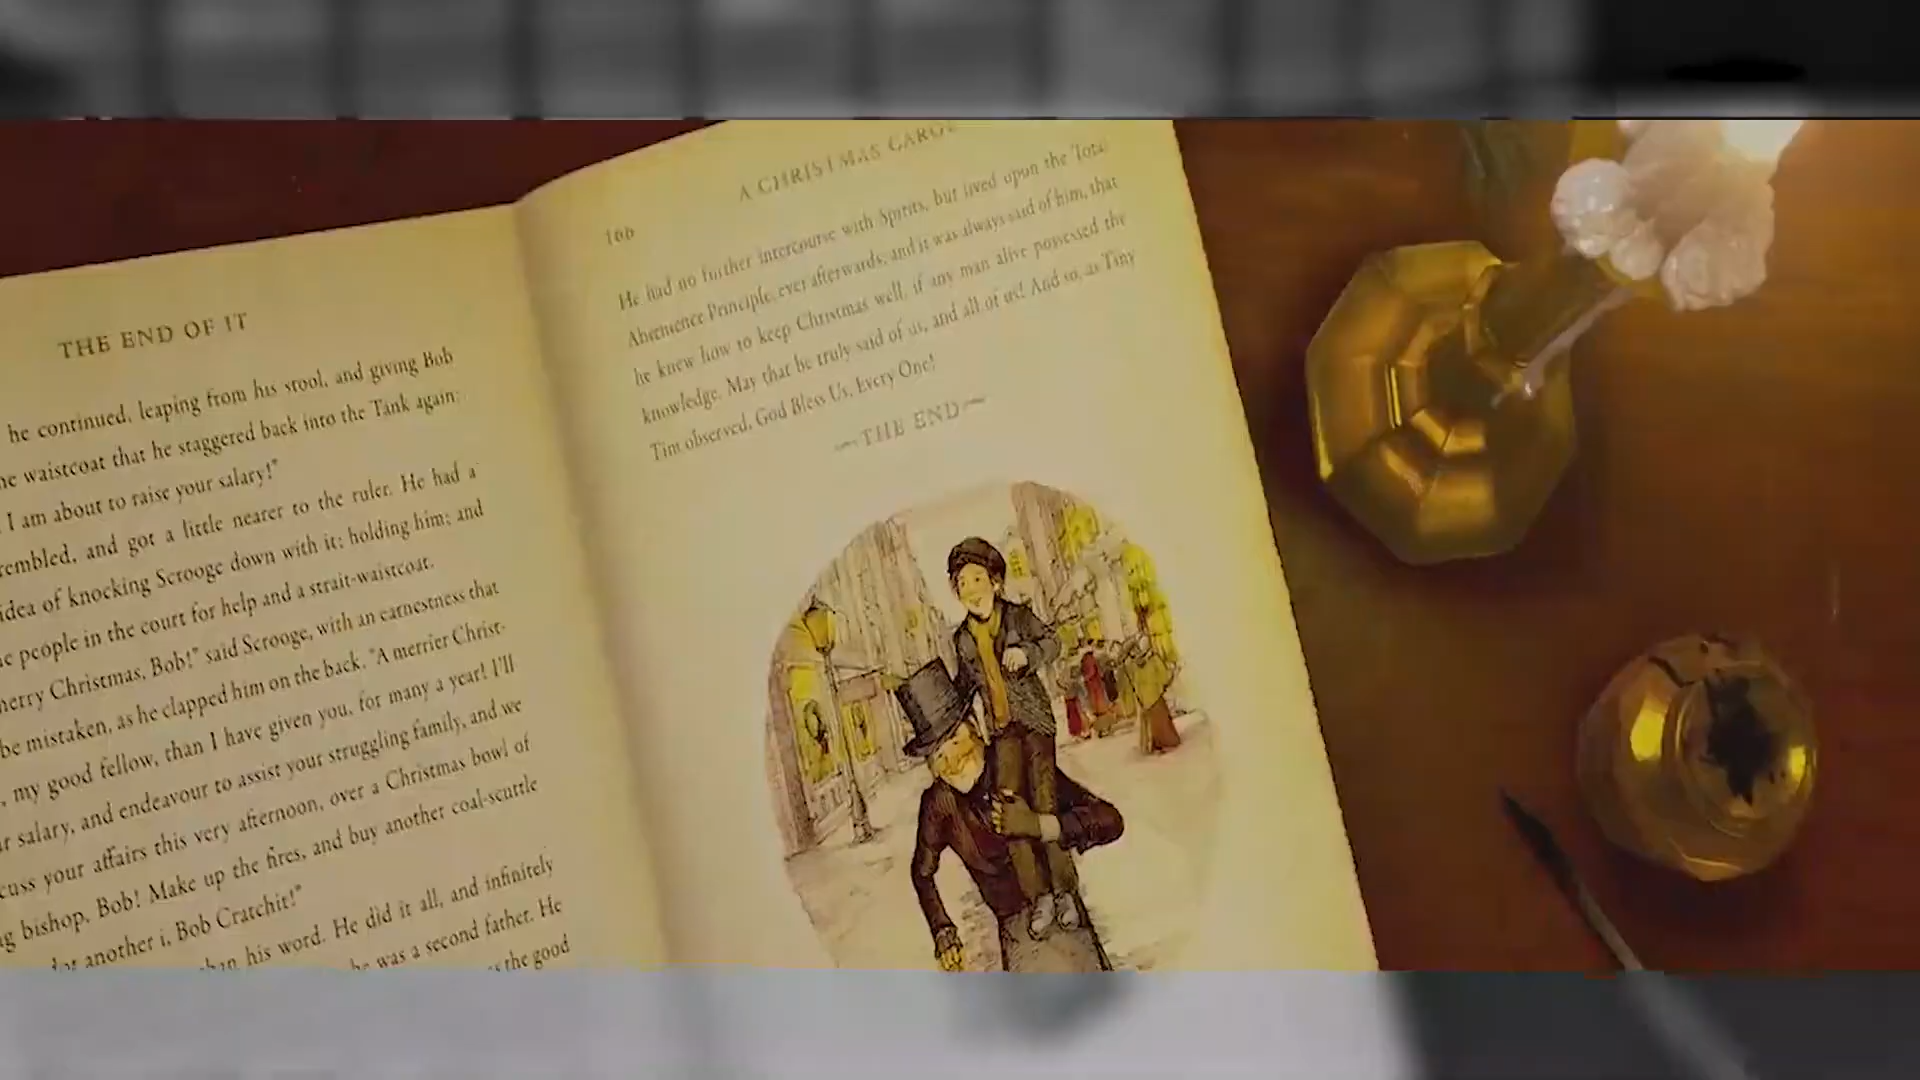 THE END OF IT
he continued, leaping from his stool, and giving Bob
waistcoat that he staggered back into the Tank again:
I am about to raise your salary!"
and got a little nearer to the ruler. He had a
idea of knocking Scrooge down with it; holding him; and
people in the court for help and a strait-waistcoat.
merry Christmas, Bob!" said Scrooge, with an earnestness that
be mistaken, as he clapped him on the back. "A merrier Christ-
, my good fellow, than I have given you, for many a year! I'll
salary, and endeavour to assist your struggling family, and we
your affairs this very afternoon, over a Christmas bowl of
bishop, Bob! Make up the fires, and buy another coal-scuttle
another i, Bob Cratchit!"
his word. He did it all, and infinitely
he was a second father. He
the good
A CHRISTMAS CAROL
166
He had no further intercourse with Spirits, but lived upon the Total
Abstinence Principle, ever afterwards; and it was always said of him, that
he knew how to keep Christmas well, if any man alive possessed the
knowledge. May that be truly said of us, and all of us! And so, as Tiny
Tim observed, God Bless Us, Every One!
—THE END—